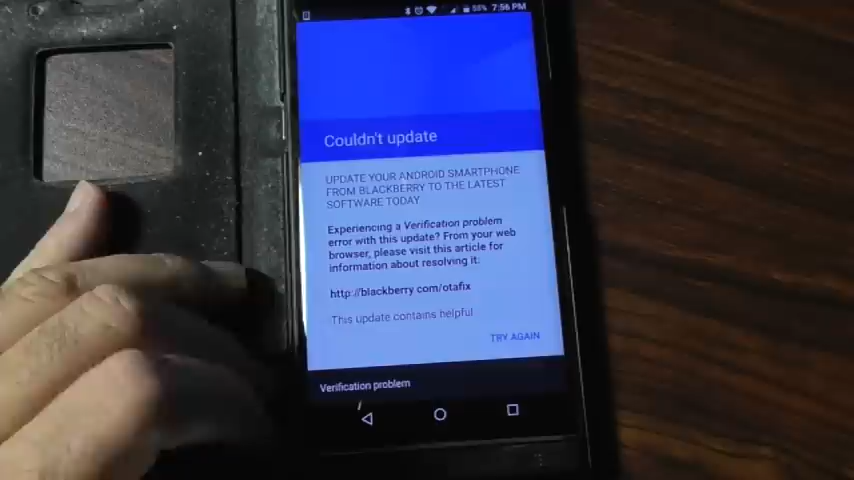 55% 7:56 PM
Couldn't update
UPDATE YOUR ANDROID SMARTPHONE
FROM BLACKBERRY TO THE LATEST
SOFTWARE TODAY
Experiencing a Verification problem
error with this update? From your web
browser, please visit this article for
information about resolving it:
http://blackberry.com/otafix
This update contains helpful
TRY AGAIN
Verification problem